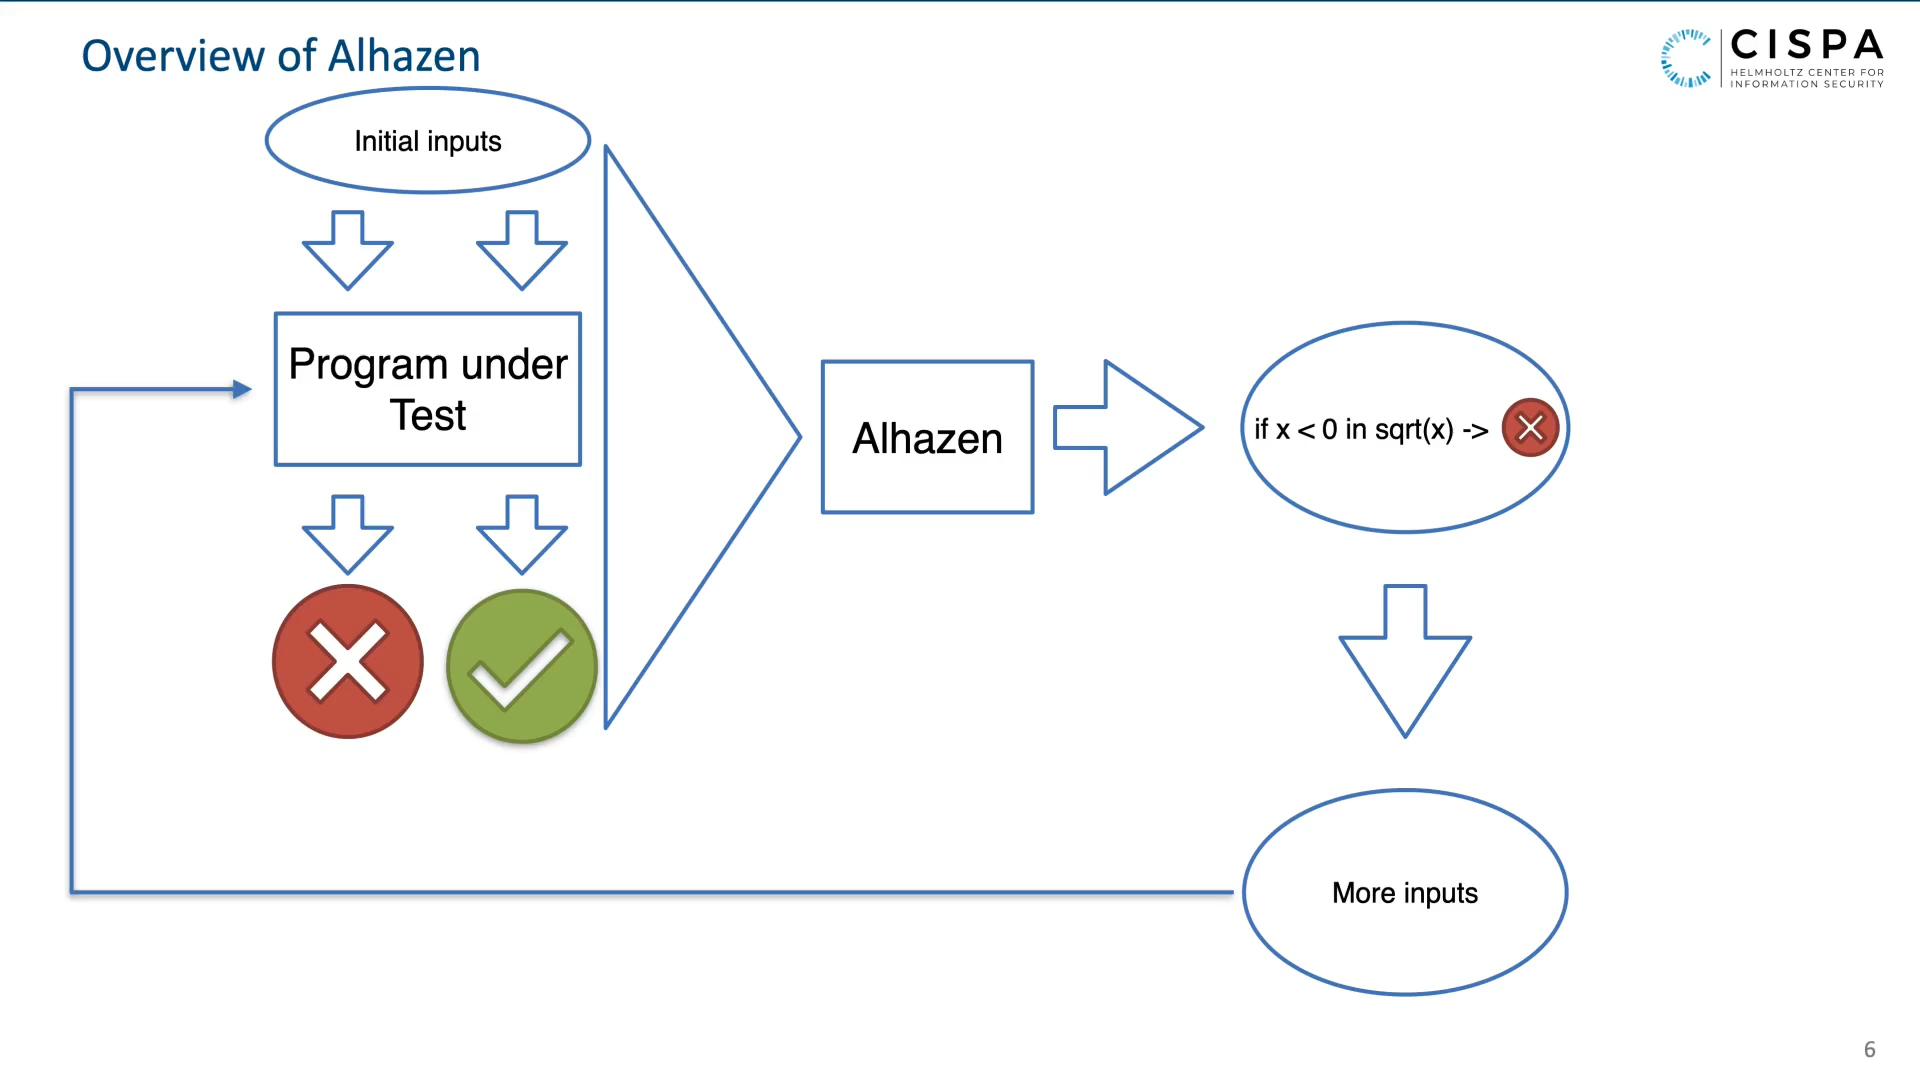 Overview of Alhazen
CISPA
HELMHOLTZ CENTER FOR
INFORMATION SECURITY
Initial inputs
Program under
Test
Alhazen
if x < 0 in sqrt(x) ->
More inputs
6